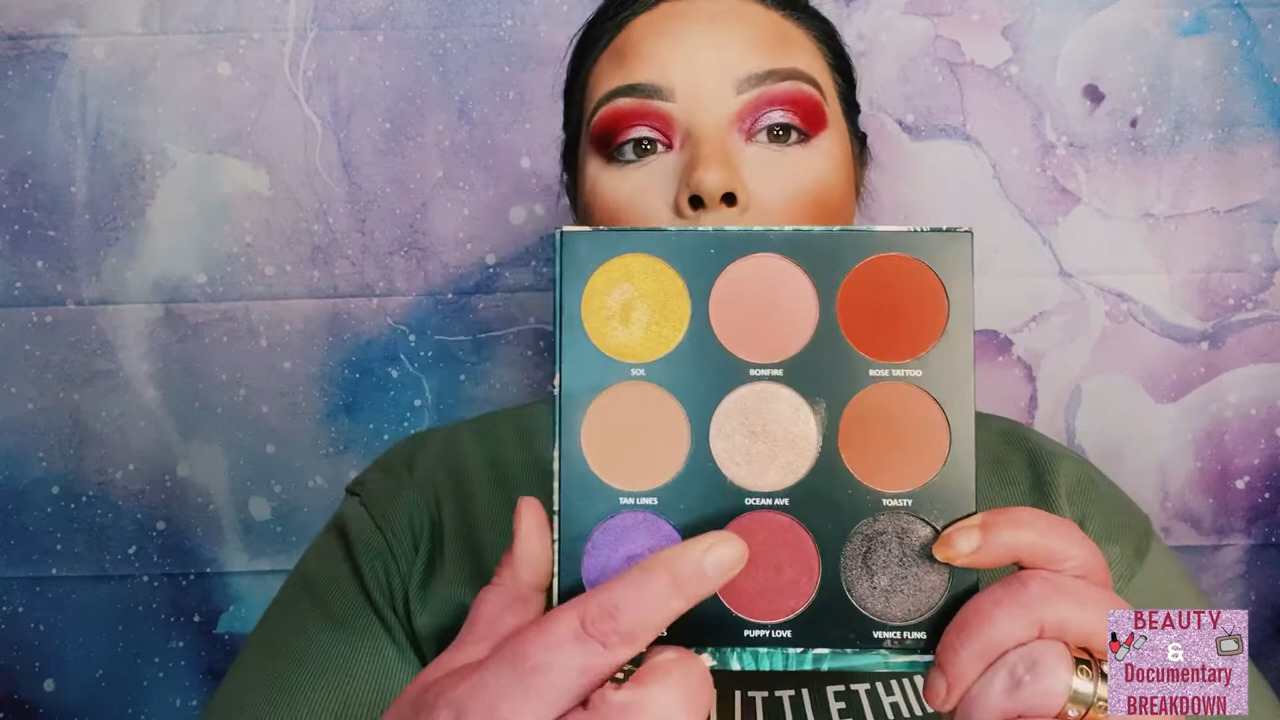 SOL BONFIRE ROSE TATTOO
TAN LINES OCEAN AVE TOASTY
PUPPY LOVE VENICE FLING
BEAUTY
&
Documentary
BREAKDOWN